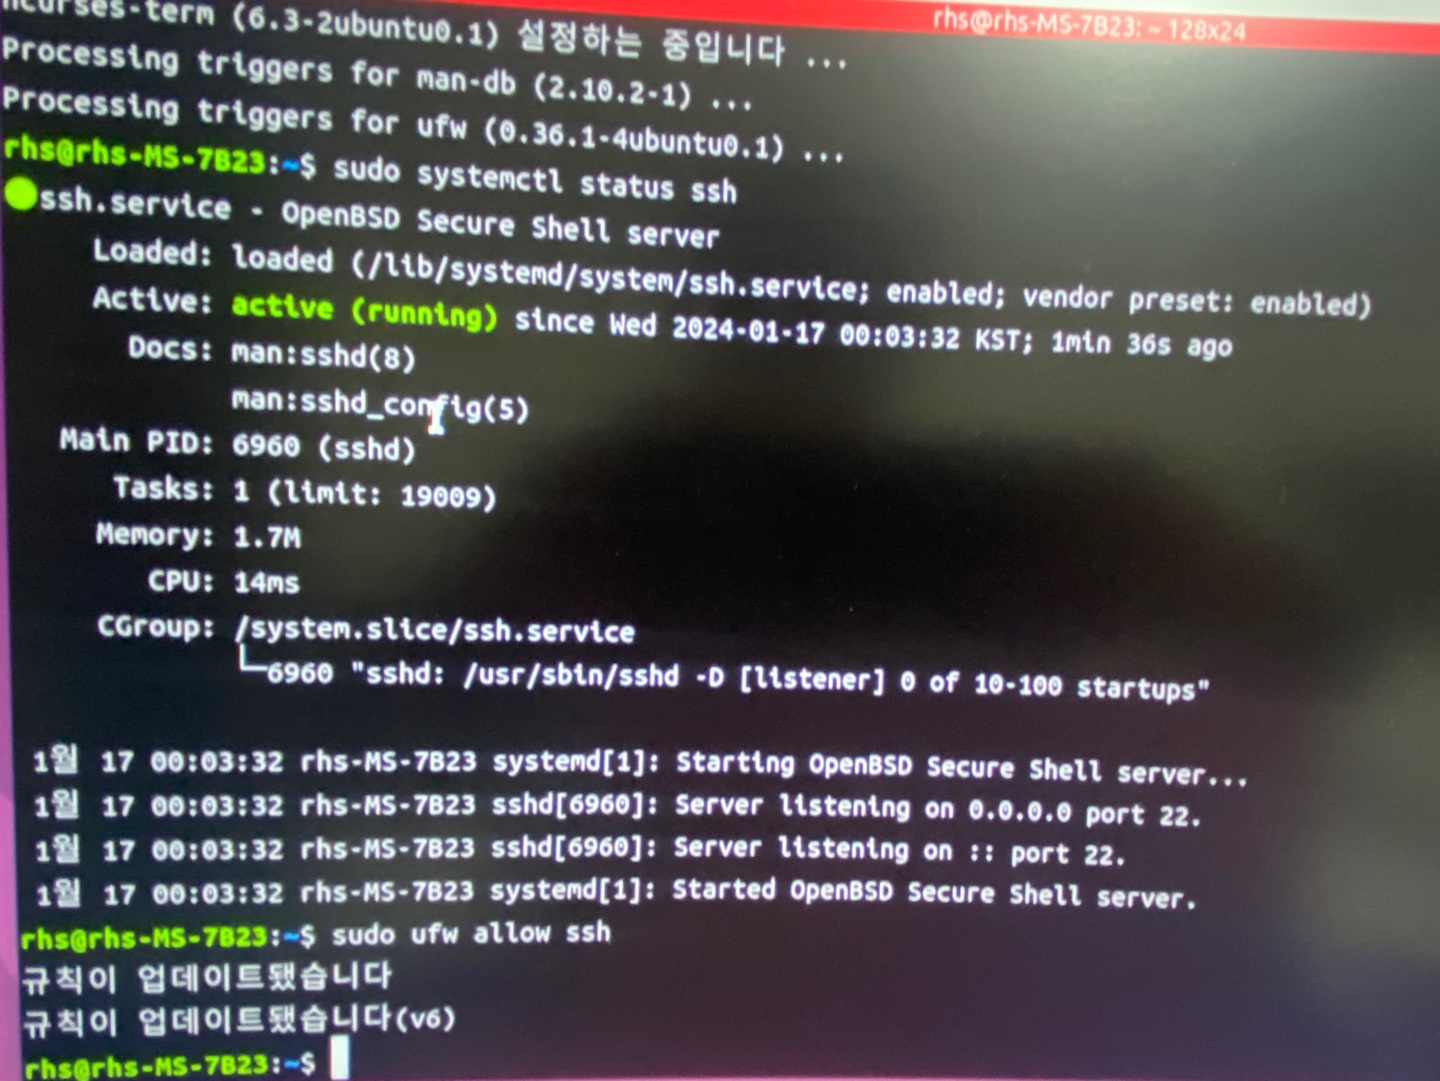 rhs@rhs-MS-7B23: ~ 128x24
ncurses-term (6.3-2ubuntu0.1) 설정하는 중입니다 ...
Processing triggers for man-db (2.10.2-1) ...
Processing triggers for ufw (0.36.1-4ubuntu0.1) ...
rhs@rhs-MS-7B23:~$ sudo systemctl status ssh
● ssh.service - OpenBSD Secure Shell server
Loaded: loaded (/lib/systemd/system/ssh.service; enabled; vendor preset: enabled)
Active: active (running) since Wed 2024-01-17 00:03:32 KST; 1min 36s ago
Docs: man:sshd(8)
man:sshd_config(5)
Main PID: 6960 (sshd)
Tasks: 1 (limit: 19009)
Memory: 1.7M
CPU: 14ms
CGroup: /system.slice/ssh.service
└─6960 "sshd: /usr/sbin/sshd -D [listener] 0 of 10-100 startups"
1월 17 00:03:32 rhs-MS-7B23 systemd[1]: Starting OpenBSD Secure Shell server...
1월 17 00:03:32 rhs-MS-7B23 sshd[6960]: Server listening on 0.0.0.0 port 22.
1월 17 00:03:32 rhs-MS-7B23 sshd[6960]: Server listening on :: port 22.
1월 17 00:03:32 rhs-MS-7B23 systemd[1]: Started OpenBSD Secure Shell server.
rhs@rhs-MS-7B23:~$ sudo ufw allow ssh
규칙이 업데이트됐습니다
규칙이 업데이트됐습니다(v6)
rhs@rhs-MS-7B23:~$